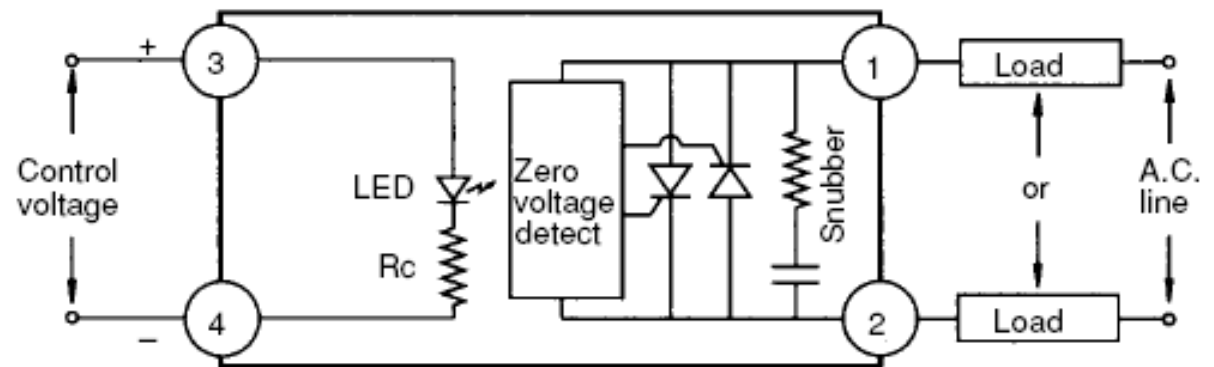 +
3
1
Load
Control
voltage
LED
Zero
voltage
detect
Snubber
or
A.C.
line
Rc
4
–
2
Load